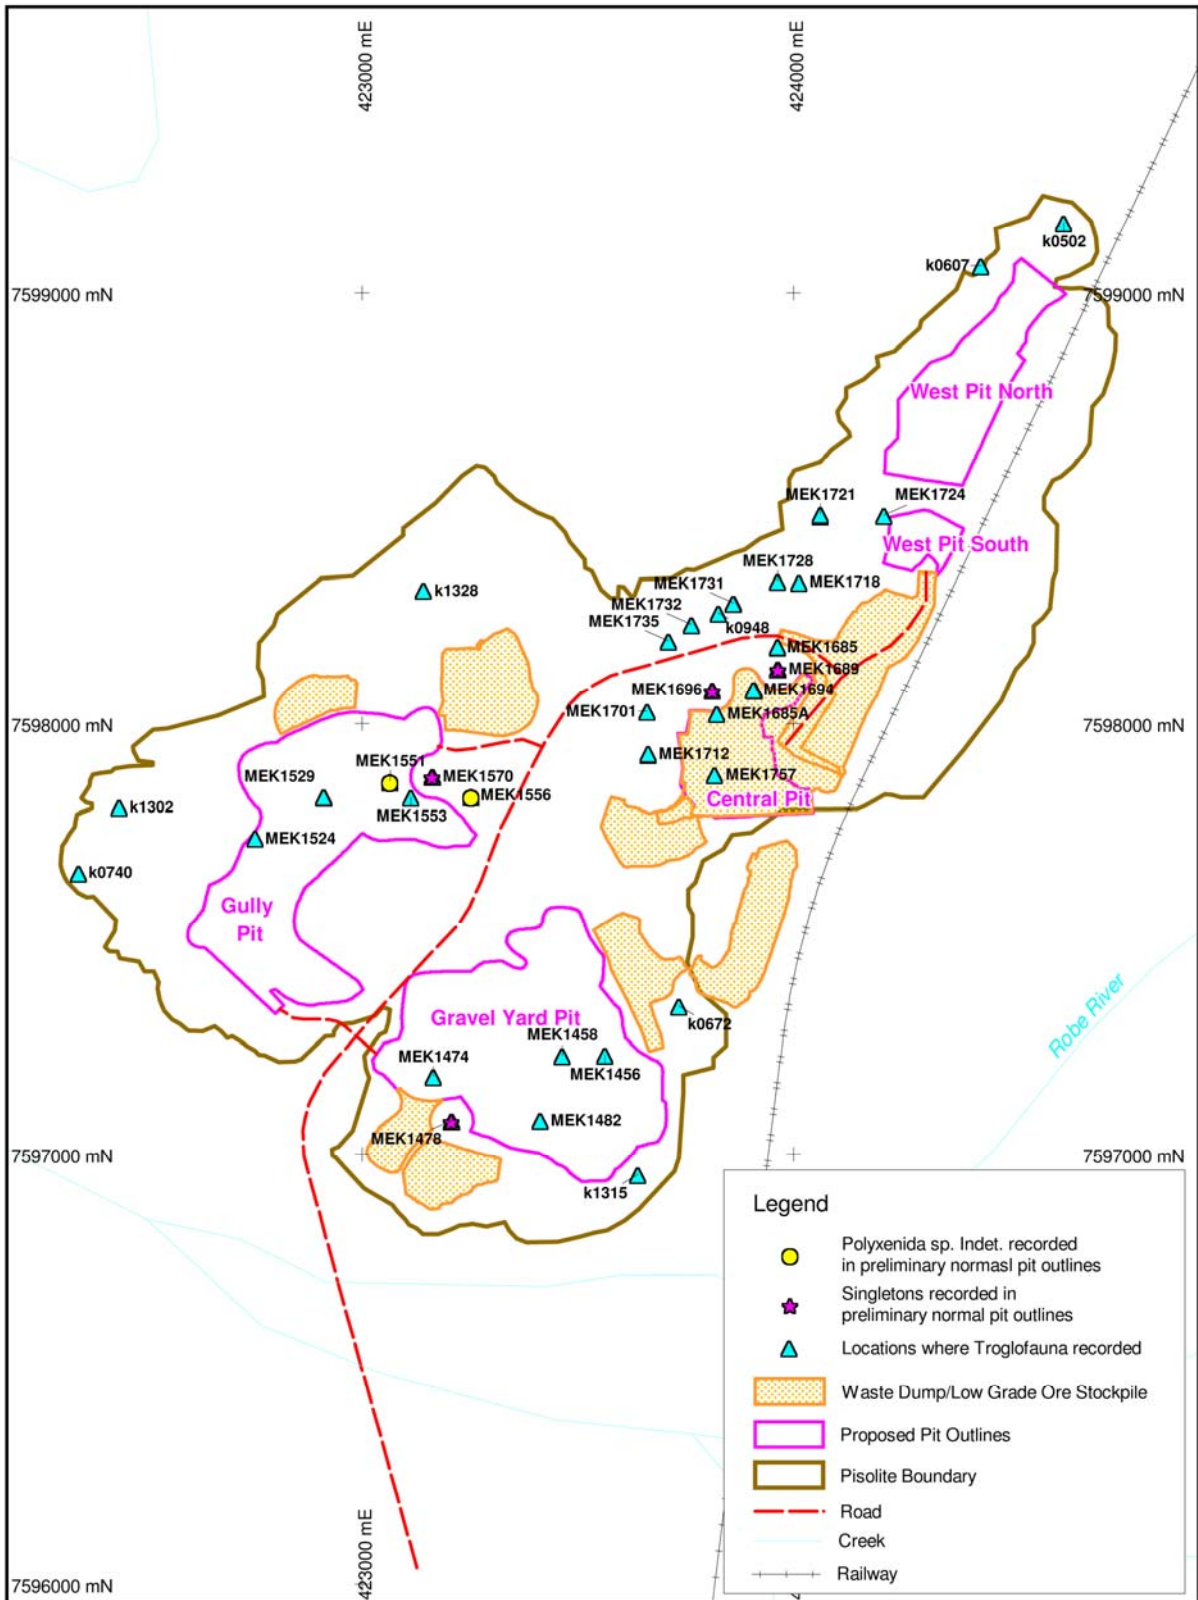 423000 mE
424000 mE
k0502
k0607
7599000 mN
7599000 mN
West Pit North
MEK1721
MEK1724
West Pit South
MEK1728
MEK1731
MEK1718
k1328
MEK1732
k0948
MEK1735
MEK1685
MEK1689
MEK1696
MEK1694
MEK1701
MEK1685A
7598000 mN
7598000 mN
MEK1551
MEK1712
MEK1529
MEK1570
MEK1757
MEK1556
Central Pit
k1302
MEK1553
MEK1524
k0740
Gully
Pit
Robe River
Gravel Yard Pit
k0672
MEK1458
MEK1474
MEK1456
MEK1482
MEK1478
7597000 mN
7597000 mN
k1315
Legend
Polyxenida sp. Indet. recorded
in preliminary normasl pit outlines
Singletons recorded in
preliminary normal pit outlines
Locations where Troglofauna recorded
Waste Dump/Low Grade Ore Stockpile
Proposed Pit Outlines
Pisolite Boundary
Road
Creek
Railway
423000 mE
7596000 mN